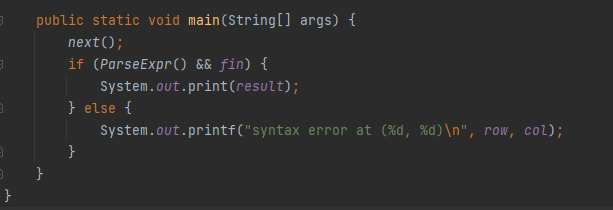 public static void main(String[] args) {
next();
if (ParseExpr() && fin) {
System.out.print(result);
} else {
System.out.printf("syntax error at (%d, %d)\n", row, col);
}
}
}